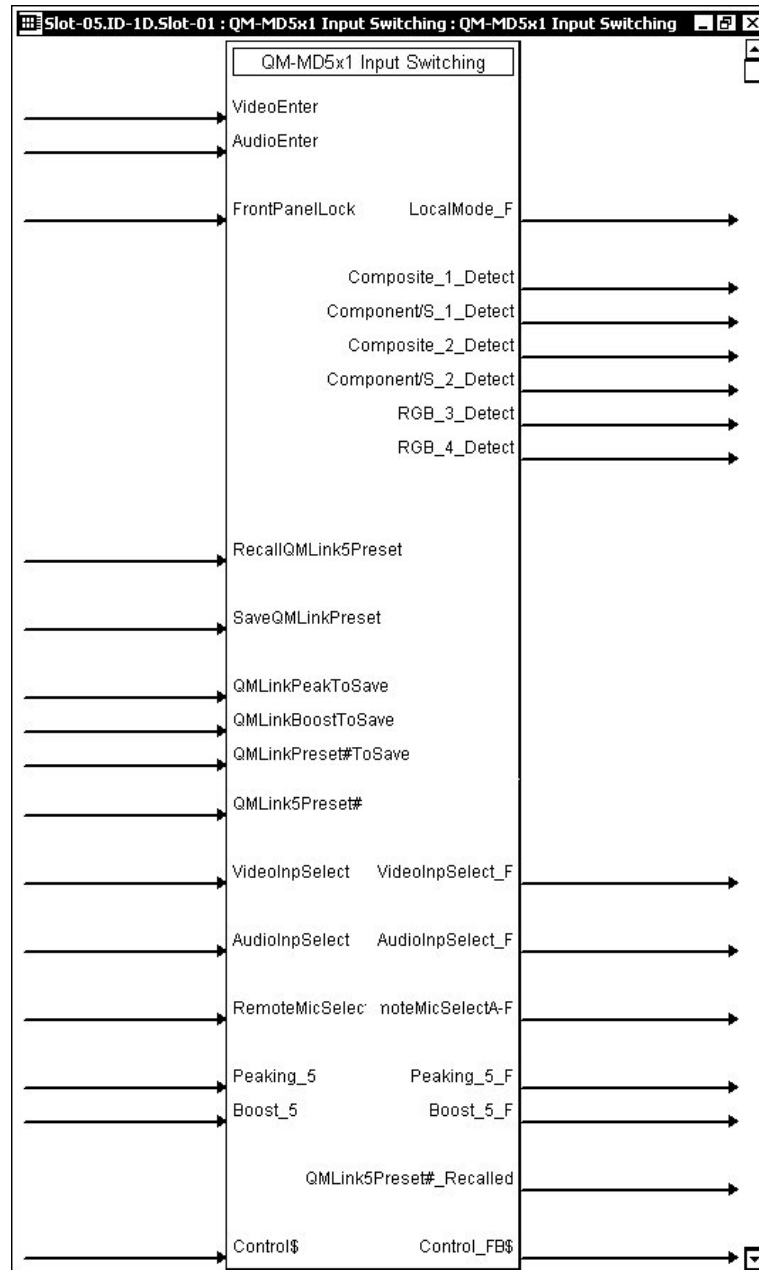 Slot-05.ID-1D.Slot-01 : QM-MD5x1 Input Switching : QM-MD5x1 Input Switching
QM-MD5x1 Input Switching
VideoEnter
AudioEnter
FrontPanelLock LocalMode_F
Composite_1_Detect
Component/S_1_Detect
Composite_2_Detect
Component/S_2_Detect
RGB_3_Detect
RGB_4_Detect
RecallQMLink5Preset
SaveQMLinkPreset
QMLinkPeakToSave
QMLinkBoostToSave
QMLinkPreset#ToSave
QMLink5Preset#
VideoInpSelect VideoInpSelect_F
AudioInpSelect AudioInpSelect_F
RemoteMicSelec noteMicSelectA-F
Peaking_5 Peaking_5_F
Boost_5 Boost_5_F
QMLink5Preset#_Recalled
Control$ Control_FB$